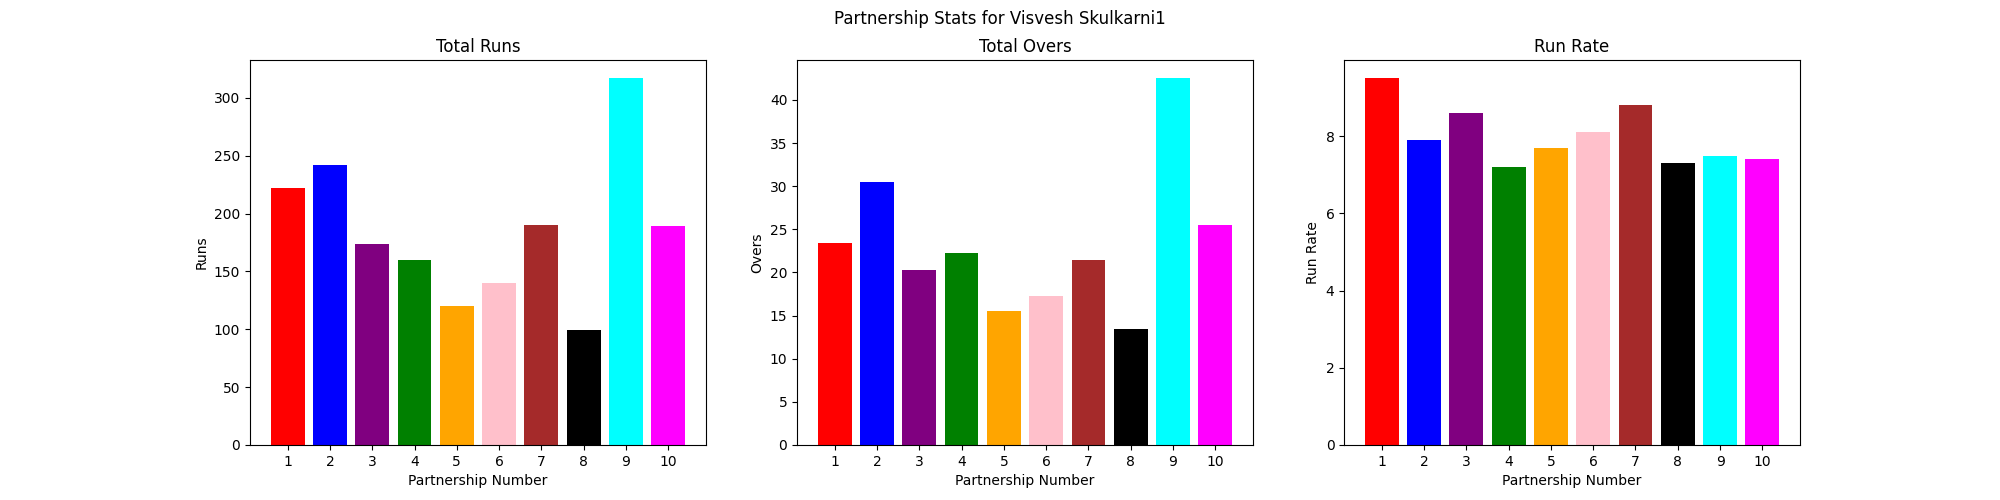 Partnership Stats for Visvesh Skulkarni1
Total Runs
Runs
300
250
200
150
100
50
0
1 2 3 4 5 6 7 8 9 10
Partnership Number
Total Overs
Overs
40
35
30
25
20
15
10
5
0
1 2 3 4 5 6 7 8 9 10
Partnership Number
Run Rate
Run Rate
8
6
4
2
0
1 2 3 4 5 6 7 8 9 10
Partnership Number